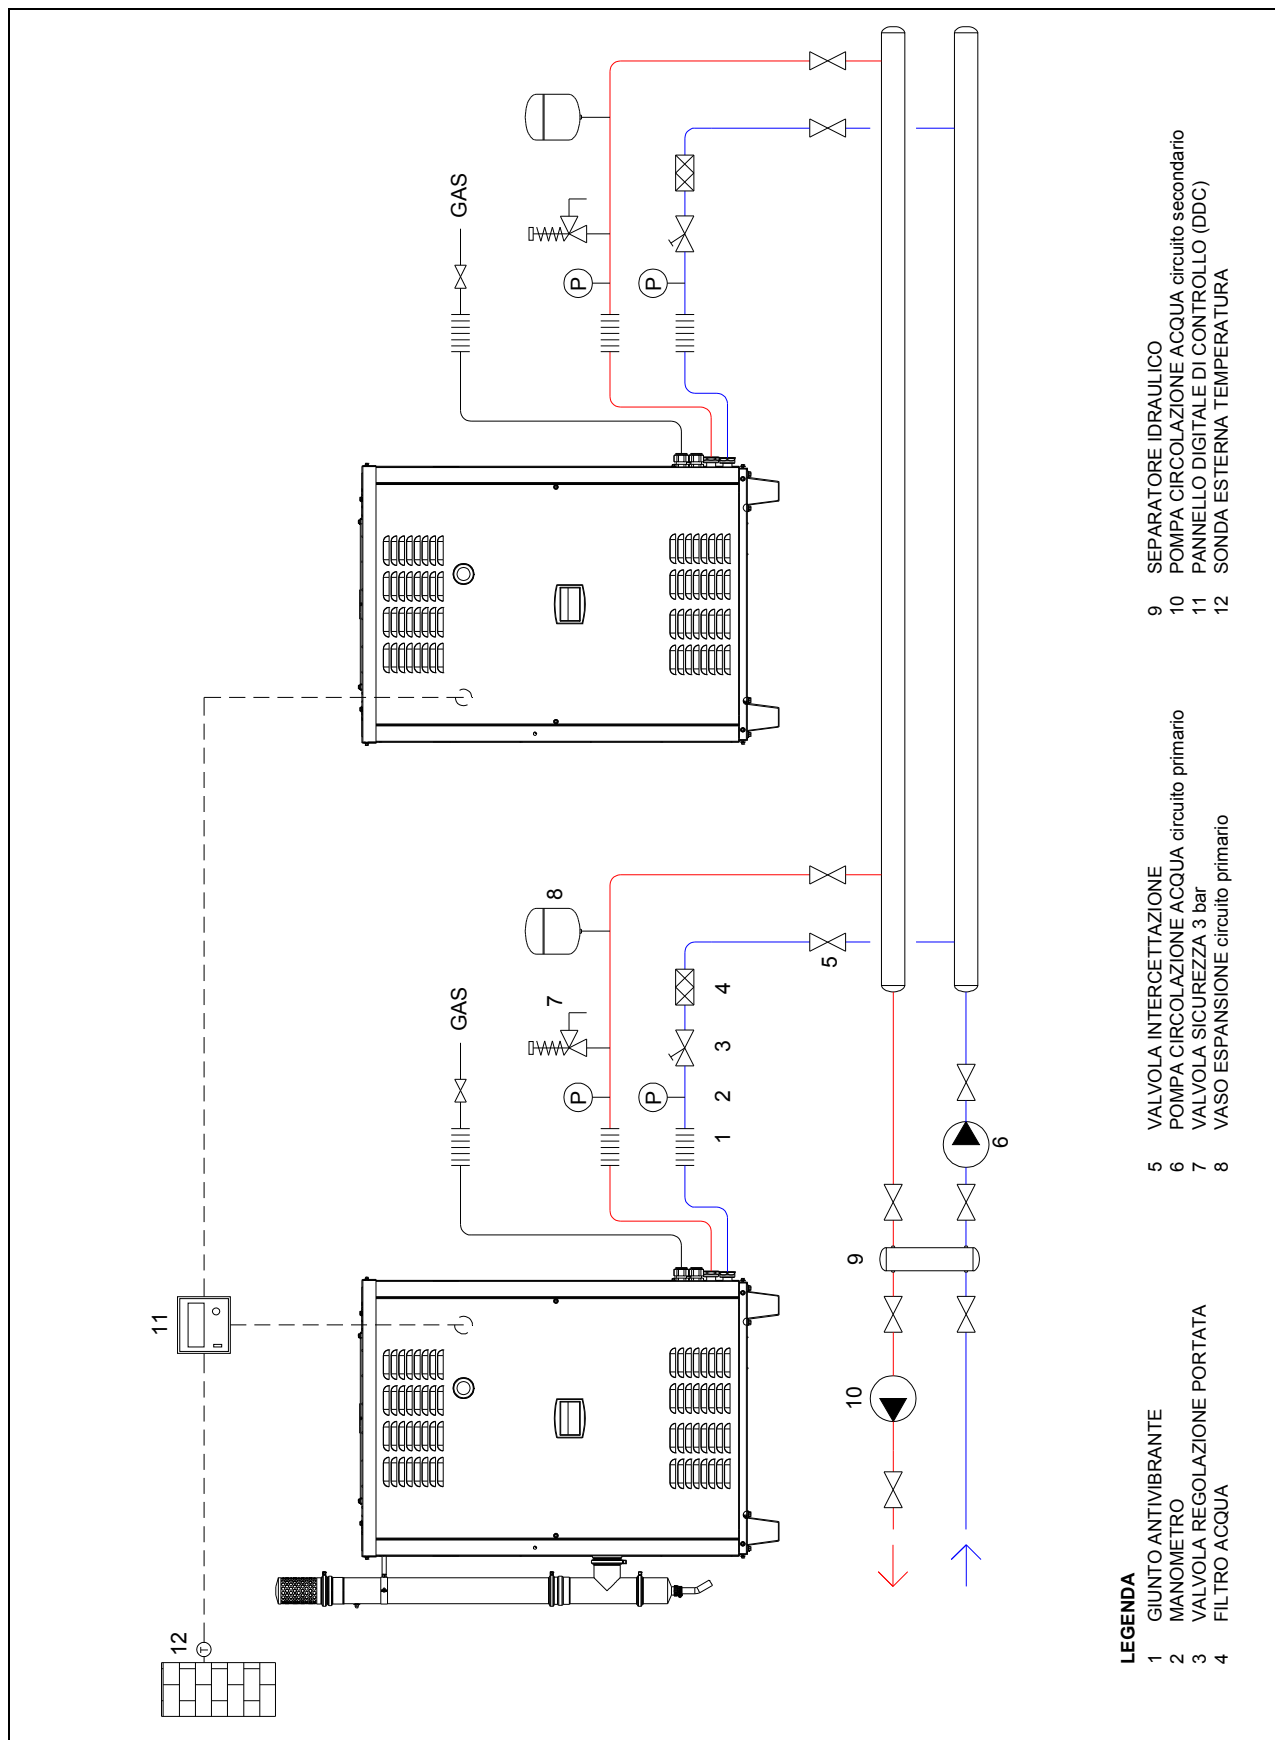 12
11
GAS
GAS
P
P
P
P
7
8
1
2
3
4
5
T
10
9
6
LEGENDA
1 GIUNTO ANTIVIBRANTE
2 MANOMETRO
3 VALVOLA REGOLAZIONE PORTATA
4 FILTRO ACQUA
5 VALVOLA INTERCETTAZIONE
6 POMPA CIRCOLAZIONE ACQUA circuito primario
7 VALVOLA SICUREZZA 3 bar
8 VASO ESPANSIONE circuito primario
9 SEPARATORE IDRAULICO
10 POMPA CIRCOLAZIONE ACQUA circuito secondario
11 PANNELLO DIGITALE DI CONTROLLO (DDC)
12 SONDA ESTERNA TEMPERATURA